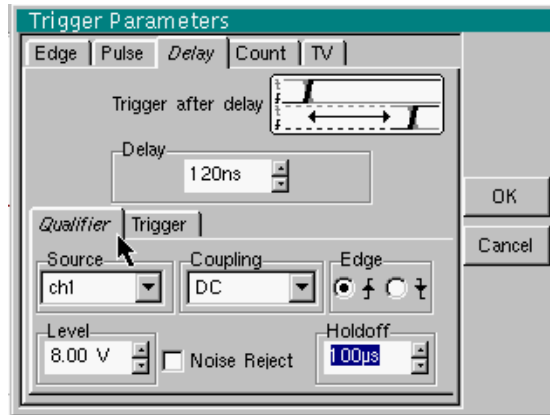 Trigger Parameters
Edge Pulse Delay Count TV
Trigger after delay
Delay
120ns
OK
Qualifier Trigger
Cancel
Source Coupling Edge
ch1 DC
Level Holdoff
8.00 V Noise Reject 100µs